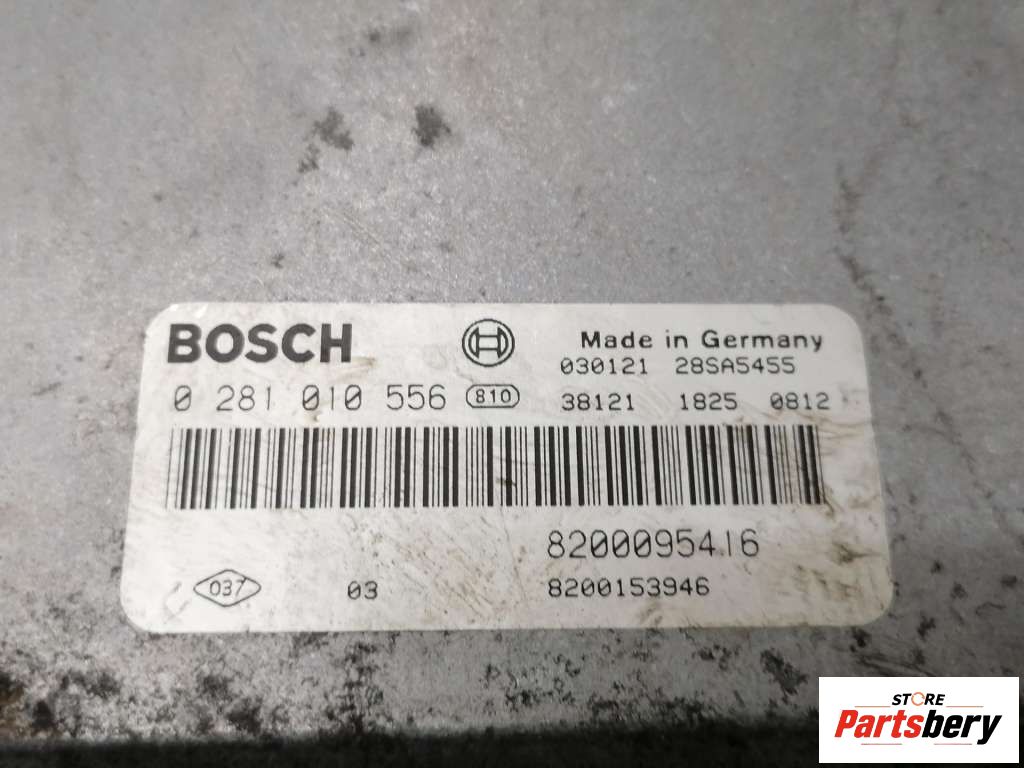 BOSCH
Made in Germany
030121 28SA5455
0 281 010 556 810
38121 1825 0812
8200095416
037 03 8200153946
STORE
Partsbery